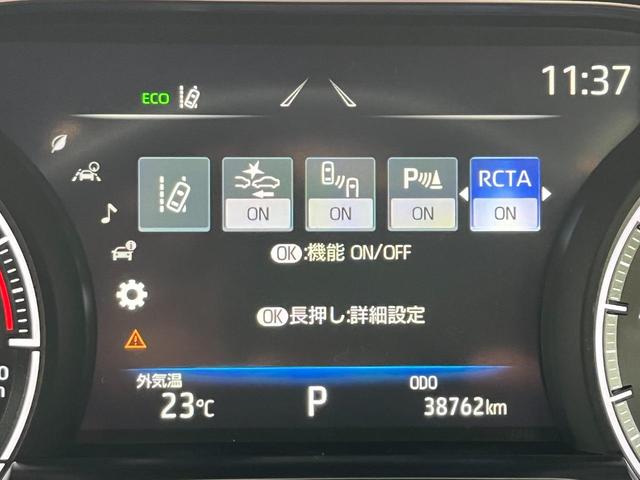 11:37
ECO
P RCTA
ON ON ON ON
OK:機能 ON/OFF
OK長押し:詳細設定
外気温 ODO
23℃ P 38762km